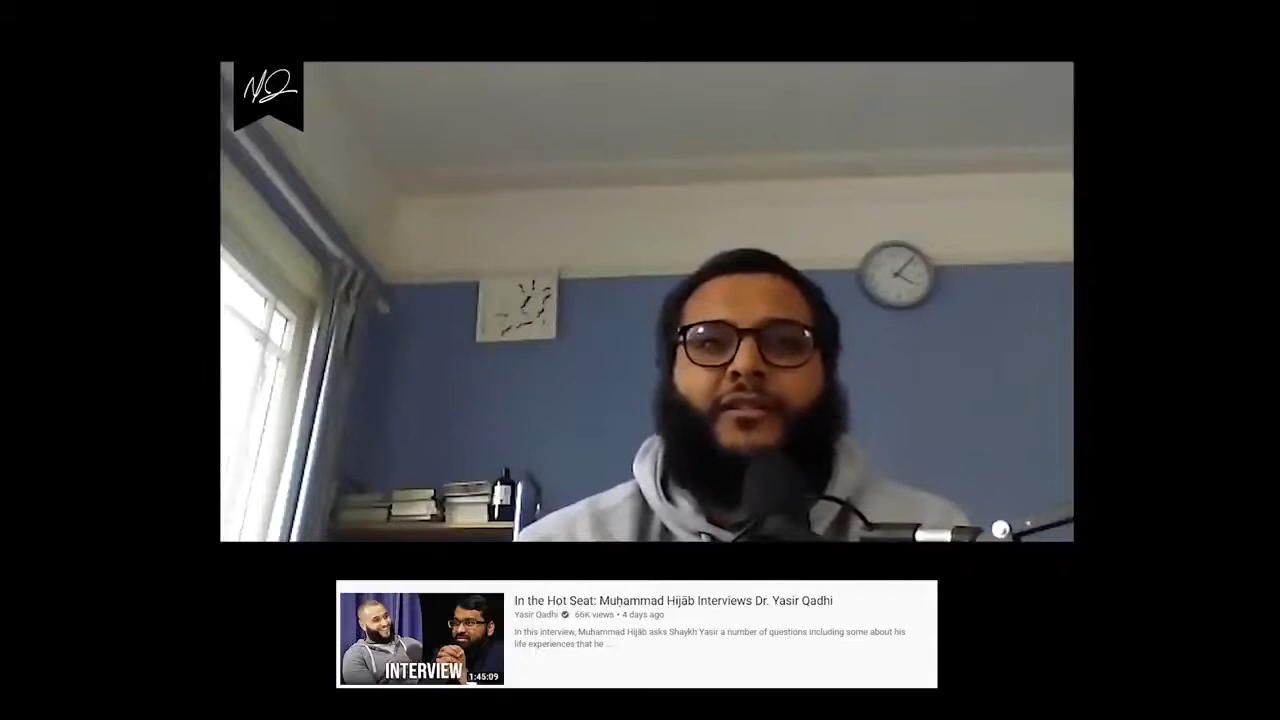 In the Hot Seat: Muḥammad Hijāb Interviews Dr. Yasir Qadhi
Yasir Qadhi 66K views • 4 days ago
In this interview, Muhammad Hijāb asks Shaykh Yasir a number of questions including some about his
life experiences that he ...
INTERVIEW
1:45:09